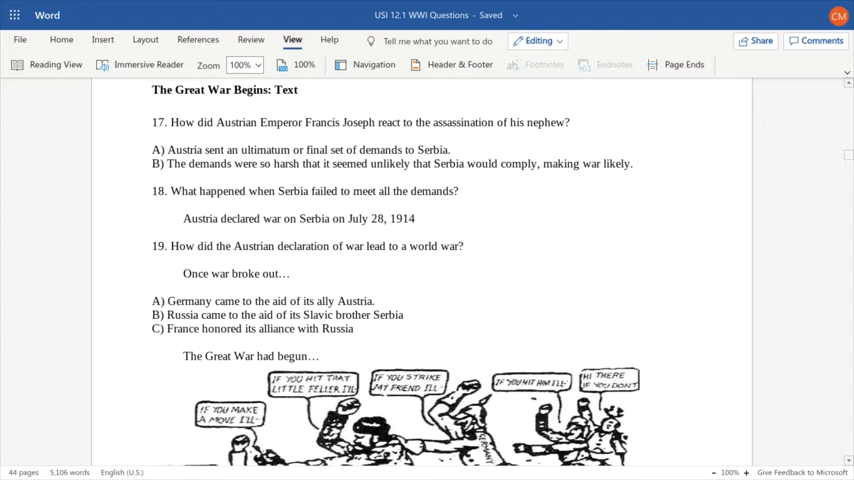 Word
USI 12.1 WWI Questions - Saved
CM
File Home Insert Layout References Review View Help Tell me what you want to do Editing Share Comments
Reading View Immersive Reader Zoom 100% 100% Navigation Header & Footer Footnotes Endnotes Page Ends
The Great War Begins: Text
17. How did Austrian Emperor Francis Joseph react to the assassination of his nephew?
A) Austria sent an ultimatum or final set of demands to Serbia.
B) The demands were so harsh that it seemed unlikely that Serbia would comply, making war likely.
18. What happened when Serbia failed to meet all the demands?
Austria declared war on Serbia on July 28, 1914
19. How did the Austrian declaration of war lead to a world war?
Once war broke out…
A) Germany came to the aid of its ally Austria.
B) Russia came to the aid of its Slavic brother Serbia
C) France honored its alliance with Russia
The Great War had begun…
IF YOU MAKE
A MOVE I'LL-
IF YOU HIT THAT
LITTLE FELLER I'LL-
IF YOU STRIKE
MY FRIEND I'LL-
IF YOU HIT HIM I'LL-
HI THERE
IF YOU DON'T
GERMANY
44 pages 5,106 words English (U.S.) 100% Give Feedback to Microsoft